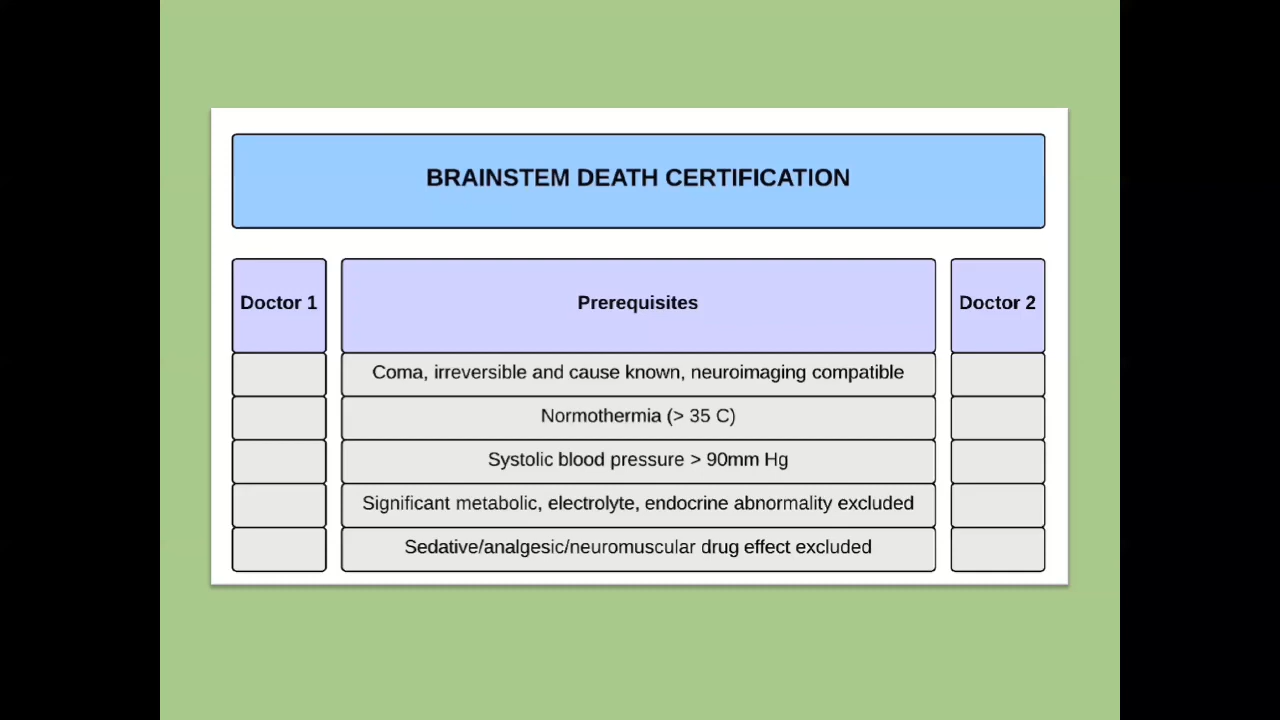 BRAINSTEM DEATH CERTIFICATION
Doctor 1
Prerequisites
Doctor 2
Coma, irreversible and cause known, neuroimaging compatible
Normothermia (> 35 C)
Systolic blood pressure > 90mm Hg
Significant metabolic, electrolyte, endocrine abnormality excluded
Sedative/analgesic/neuromuscular drug effect excluded